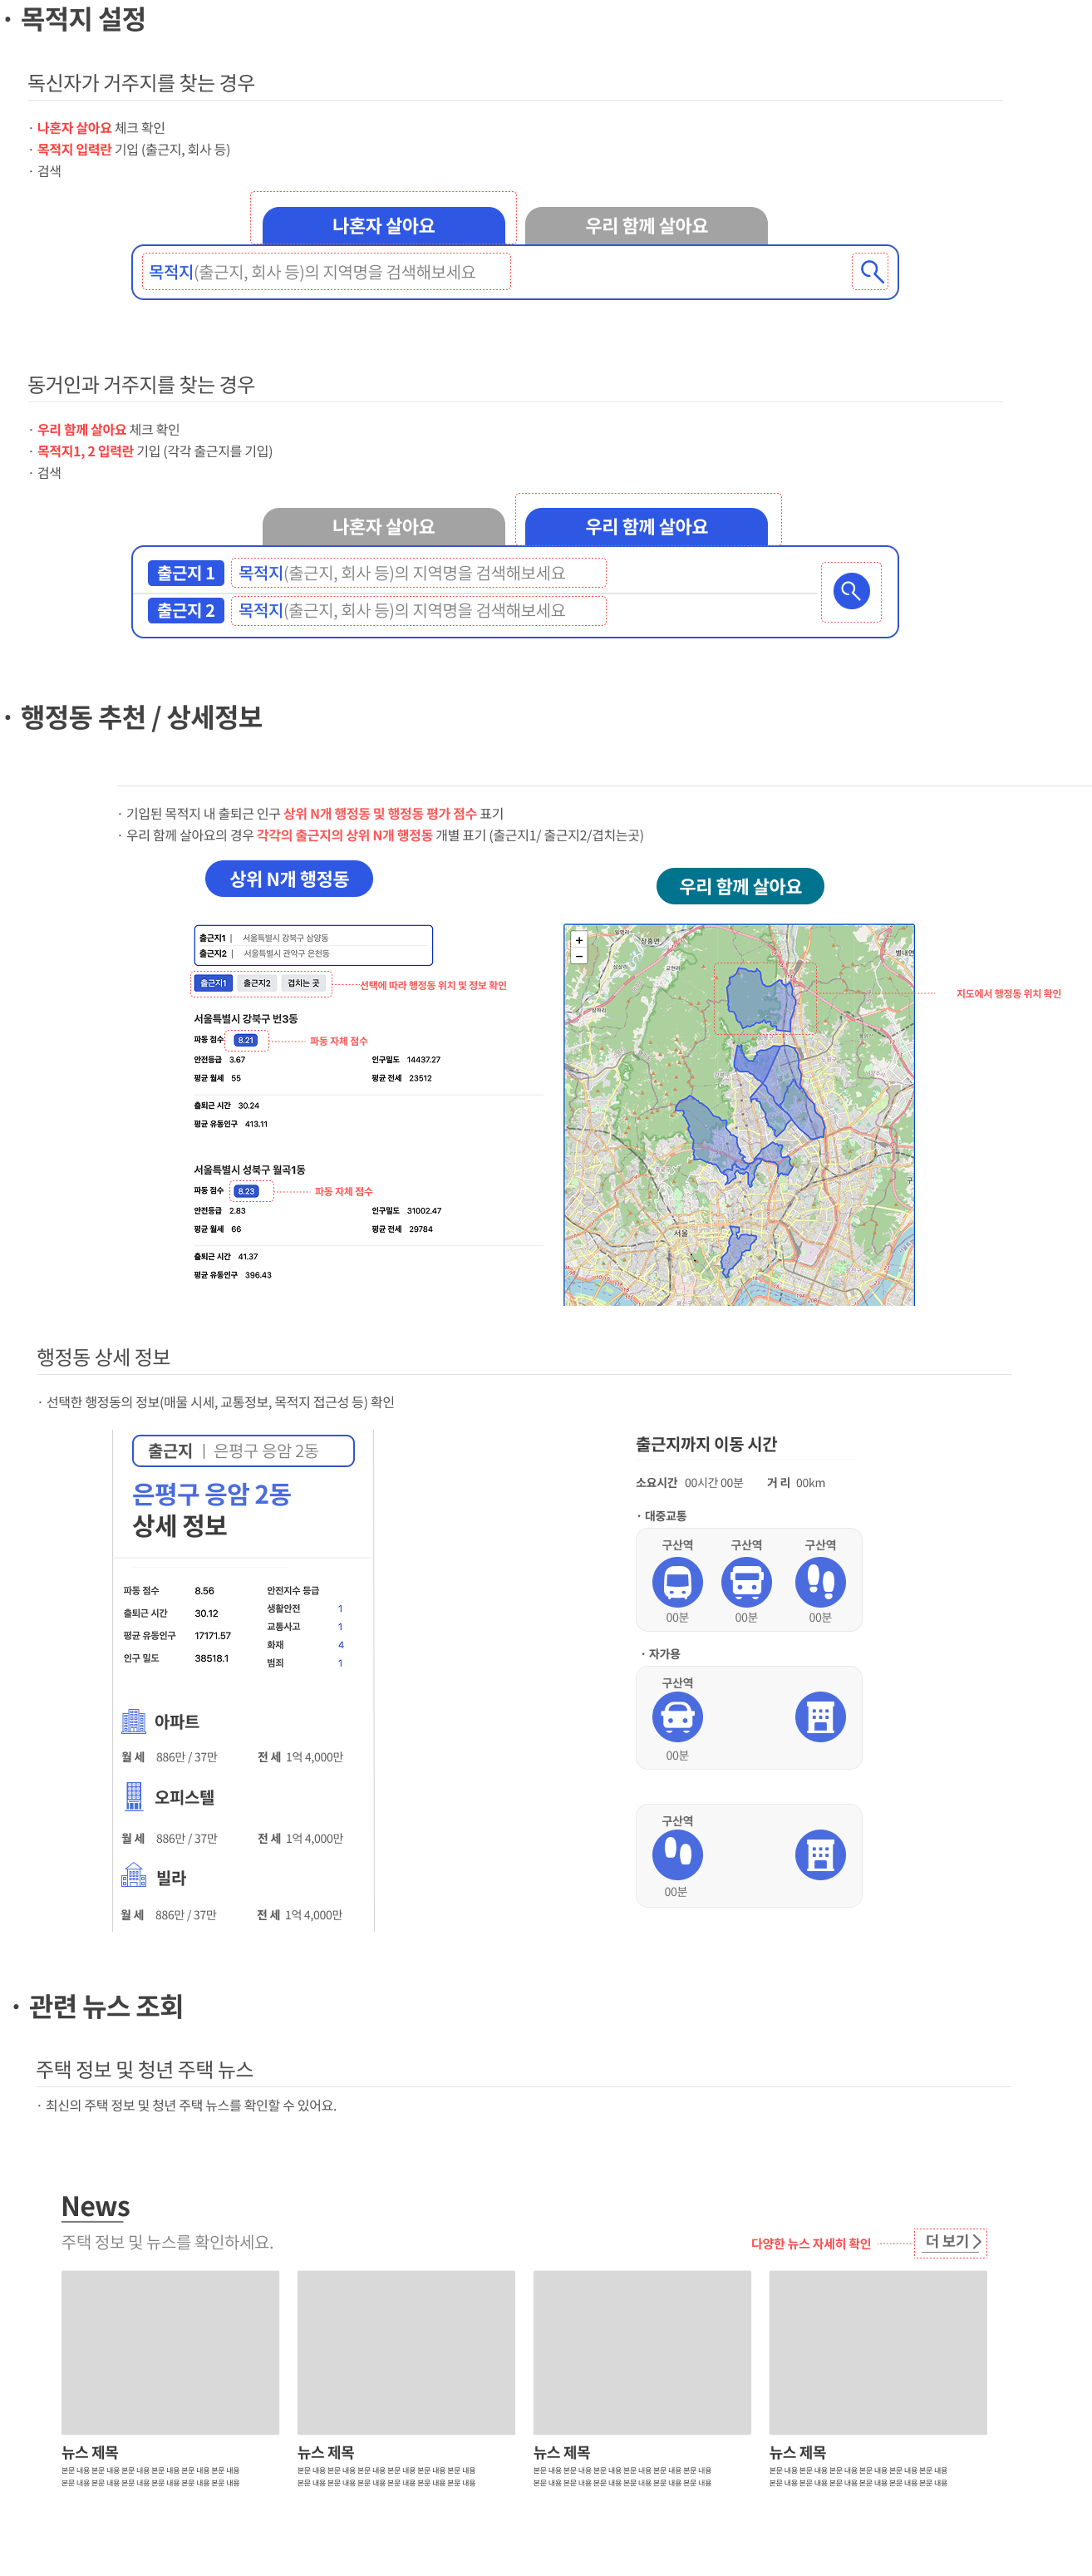 · 목적지 설정
독신자가 거주지를 찾는 경우
· 나혼자 살아요 체크 확인
· 목적지 입력란 기입 (출근지, 회사 등)
· 검색
나혼자 살아요
우리 함께 살아요
목적지(출근지, 회사 등)의 지역명을 검색해보세요
동거인과 거주지를 찾는 경우
· 우리 함께 살아요 체크 확인
· 목적지1, 2 입력란 기입 (각각 출근지를 기입)
· 검색
나혼자 살아요
우리 함께 살아요
출근지 1 목적지(출근지, 회사 등)의 지역명을 검색해보세요
출근지 2 목적지(출근지, 회사 등)의 지역명을 검색해보세요
· 행정동 추천 / 상세정보
· 기입된 목적지 내 출퇴근 인구 상위 N개 행정동 및 행정동 평가 점수 표기
· 우리 함께 살아요의 경우 각각의 출근지의 상위 N개 행정동 개별 표기 (출근지1/ 출근지2/겹치는곳)
상위 N개 행정동
우리 함께 살아요
출근지1 | 서울특별시 강북구 삼양동
출근지2 | 서울특별시 관악구 은천동
출근지1 출근지2 겹치는 곳
선택에 따라 행정동 위치 및 정보 확인
서울특별시 강북구 번3동
파동 점수 8.21
파동 자체 점수
안전등급 3.67 인구밀도 14437.27
평균 월세 55 평균 전세 23512
출퇴근 시간 30.24
평균 유동인구 413.11
서울특별시 성북구 월곡1동
파동 점수 8.23
파동 자체 점수
안전등급 2.83 인구밀도 31002.47
평균 월세 66 평균 전세 29784
출퇴근 시간 41.37
평균 유동인구 396.43
+
−
별내면
서울
지도에서 행정동 위치 확인
행정동 상세 정보
· 선택한 행정동의 정보(매물 시세, 교통정보, 목적지 접근성 등) 확인
출근지 | 은평구 응암 2동
은평구 응암 2동
상세 정보
파동 점수 8.56
출퇴근 시간 30.12
평균 유동인구 17171.57
인구 밀도 38518.1
안전지수 등급
생활안전 1
교통사고 1
화재 4
범죄 1
아파트
월 세 886만 / 37만 전 세 1억 4,000만
오피스텔
월 세 886만 / 37만 전 세 1억 4,000만
빌라
월 세 886만 / 37만 전 세 1억 4,000만
출근지까지 이동 시간
소요시간 00시간 00분 거 리 00km
· 대중교통
구산역 구산역 구산역
00분 00분 00분
· 자가용
구산역
00분
구산역
00분
· 관련 뉴스 조회
주택 정보 및 청년 주택 뉴스
· 최신의 주택 정보 및 청년 주택 뉴스를 확인할 수 있어요.
News
주택 정보 및 뉴스를 확인하세요.
다양한 뉴스 자세히 확인
더 보기
뉴스 제목
본문 내용 본문 내용 본문 내용 본문 내용 본문 내용 본문 내용
본문 내용 본문 내용 본문 내용 본문 내용 본문 내용 본문 내용
뉴스 제목
본문 내용 본문 내용 본문 내용 본문 내용 본문 내용 본문 내용
본문 내용 본문 내용 본문 내용 본문 내용 본문 내용 본문 내용
뉴스 제목
본문 내용 본문 내용 본문 내용 본문 내용 본문 내용 본문 내용
본문 내용 본문 내용 본문 내용 본문 내용 본문 내용 본문 내용
뉴스 제목
본문 내용 본문 내용 본문 내용 본문 내용 본문 내용 본문 내용
본문 내용 본문 내용 본문 내용 본문 내용 본문 내용 본문 내용